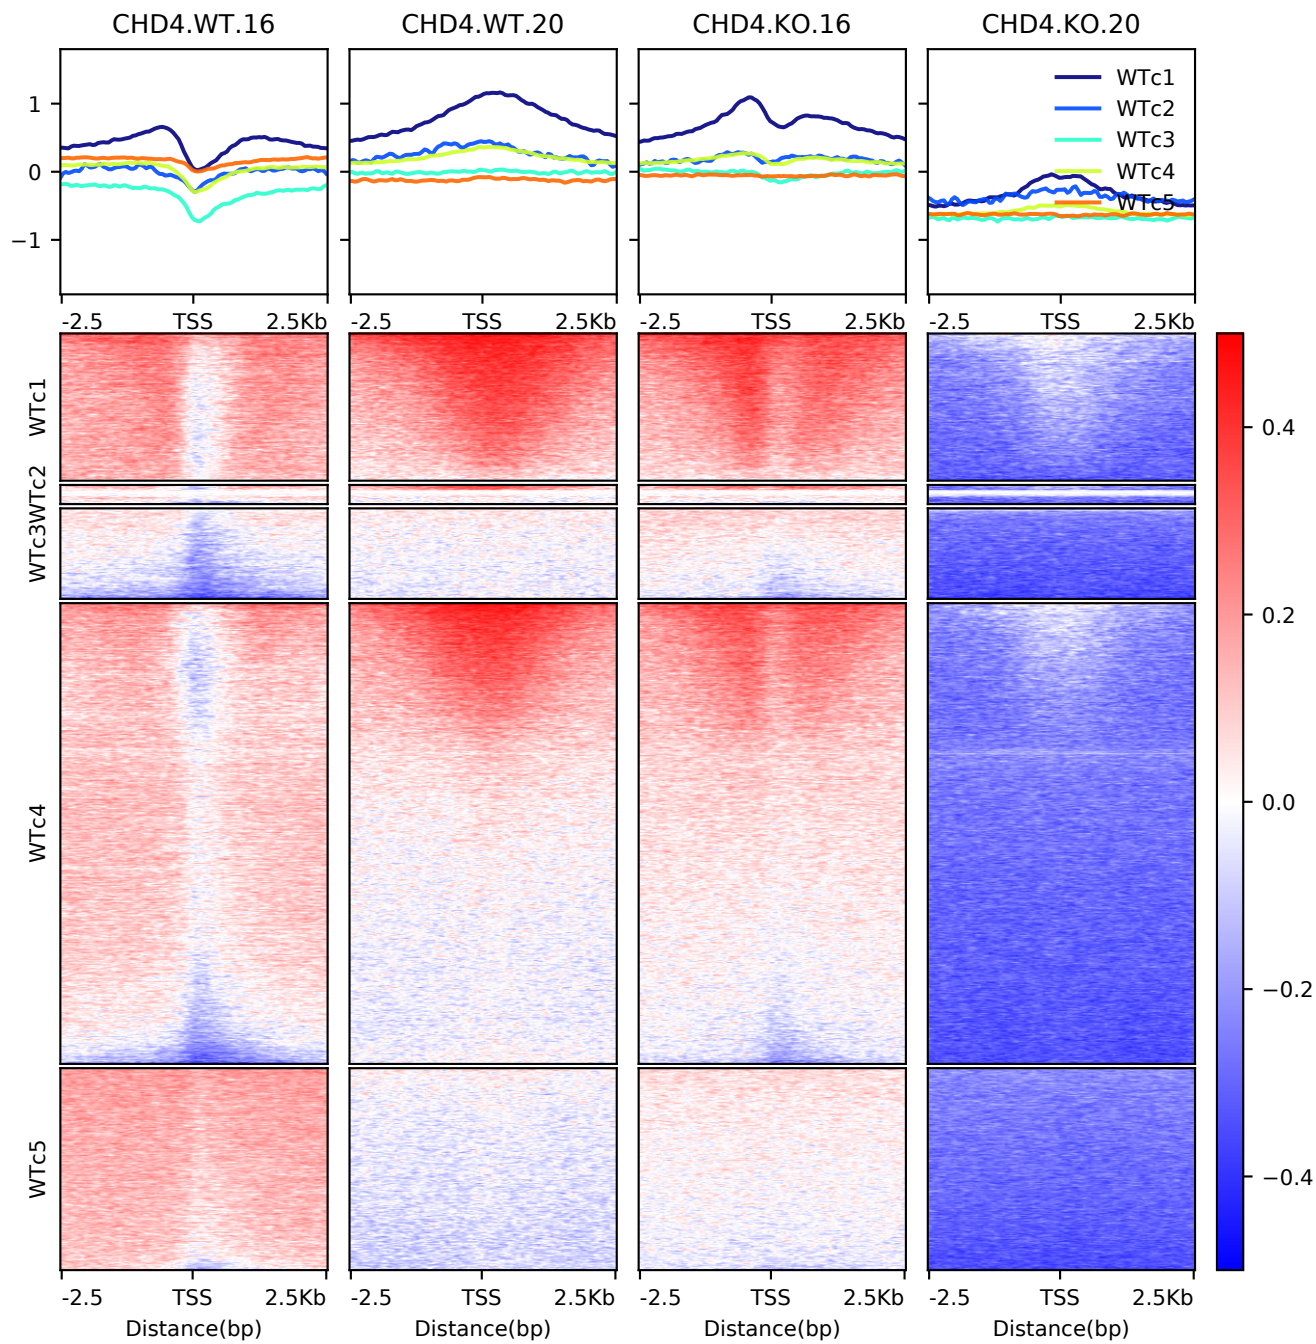 CHD4.WT.16 CHD4.WT.20 CHD4.KO.16 CHD4.KO.20
1
0
−1
WTc1
WTc2
WTc3
WTc4
WTc5
-2.5 TSS 2.5Kb -2.5 TSS 2.5Kb -2.5 TSS 2.5Kb -2.5 TSS 2.5Kb
WTc1
WTc2
WTc3
WTc4
WTc5
0.4
0.2
0.0
−0.2
−0.4
-2.5 TSS 2.5Kb -2.5 TSS 2.5Kb -2.5 TSS 2.5Kb -2.5 TSS 2.5Kb
Distance(bp) Distance(bp) Distance(bp) Distance(bp)